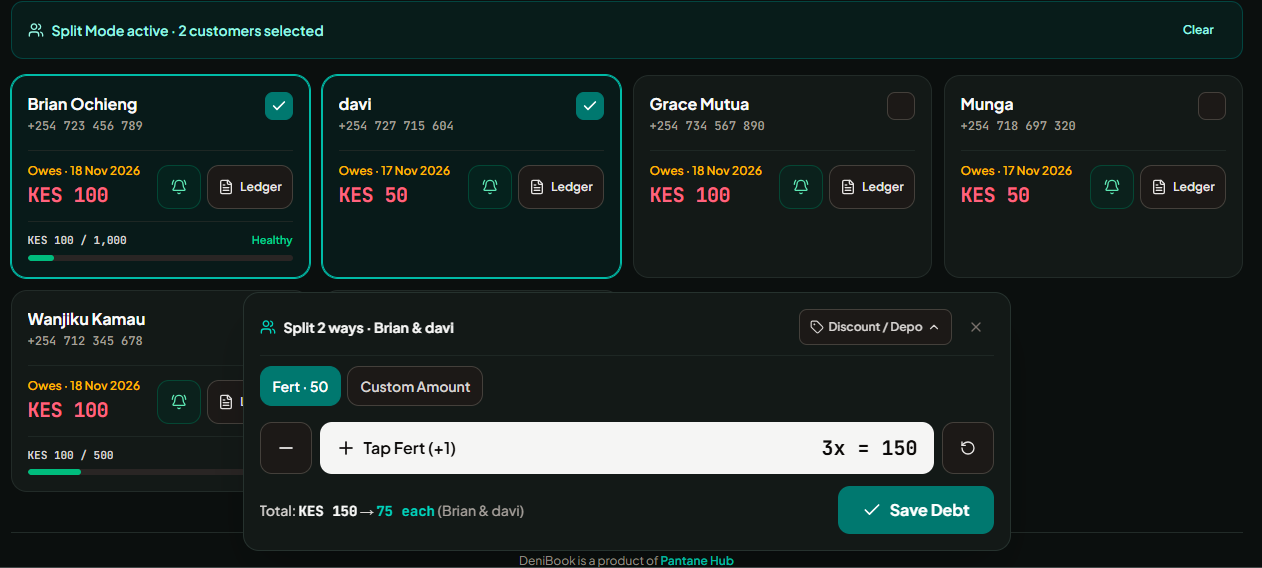 Split Mode active · 2 customers selected
Clear
Brian Ochieng
+254 723 456 789
Owes · 18 Nov 2026
KES 100
Ledger
KES 100 / 1,000
Healthy
davi
+254 727 715 604
Owes · 17 Nov 2026
KES 50
Ledger
Grace Mutua
+254 734 567 890
Owes · 18 Nov 2026
KES 100
Ledger
Munga
+254 718 697 320
Owes · 17 Nov 2026
KES 50
Ledger
Wanjiku Kamau
+254 712 345 678
Owes · 18 Nov 2026
KES 100
KES 100 / 500
Split 2 ways · Brian & davi
Discount / Depo
Fert · 50
Custom Amount
Tap Fert (+1)
3x = 150
Total: KES 150→75 each (Brian & davi)
Save Debt
DeniBook is a product of Pantane Hub